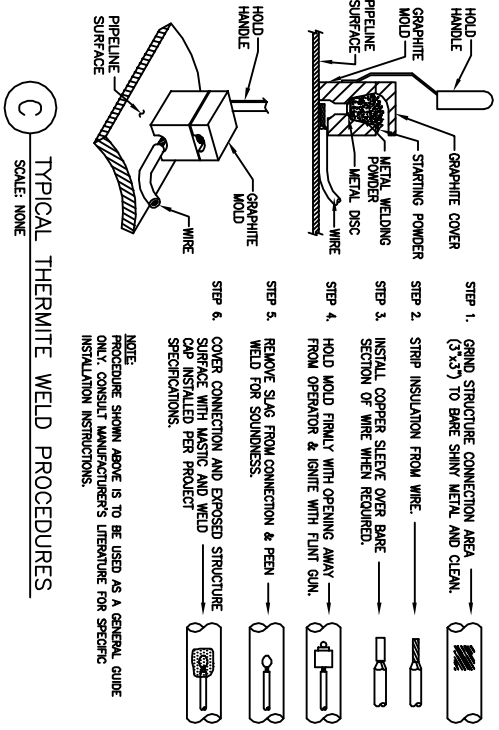 HOLD
HANDLE
GRAPHITE COVER
STARTING POWDER
GRAPHITE
MOLD
METAL WELDING
POWDER
METAL DISC
PIPELINE
SURFACE
WIRE
HOLD
HANDLE
GRAPHITE
MOLD
WIRE
PIPELINE
SURFACE
STEP 1. GRIND STRUCTURE CONNECTION AREA
(3"x3") TO BARE SHINY METAL AND CLEAN.
STEP 2. STRIP INSULATION FROM WIRE.
STEP 3. INSTALL COPPER SLEEVE OVER BARE
SECTION OF WIRE WHEN REQUIRED.
STEP 4. HOLD MOLD FIRMLY WITH OPENING AWAY
FROM OPERATOR & IGNITE WITH FLINT GUN.
STEP 5. REMOVE SLAG FROM CONNECTION & PEEN
WELD FOR SOUNDNESS.
STEP 6. COVER CONNECTION AND EXPOSED STRUCTURE
SURFACE WITH MASTIC AND WELD
CAP INSTALLED PER PROJECT
SPECIFICATIONS.
NOTE:
PROCEDURE SHOWN ABOVE IS TO BE USED AS A GENERAL GUIDE
ONLY. CONSULT MANUFACTURER'S LITERATURE FOR SPECIFIC
INSTALLATION INSTRUCTIONS.
C TYPICAL THERMITE WELD PROCEDURES
SCALE: NONE